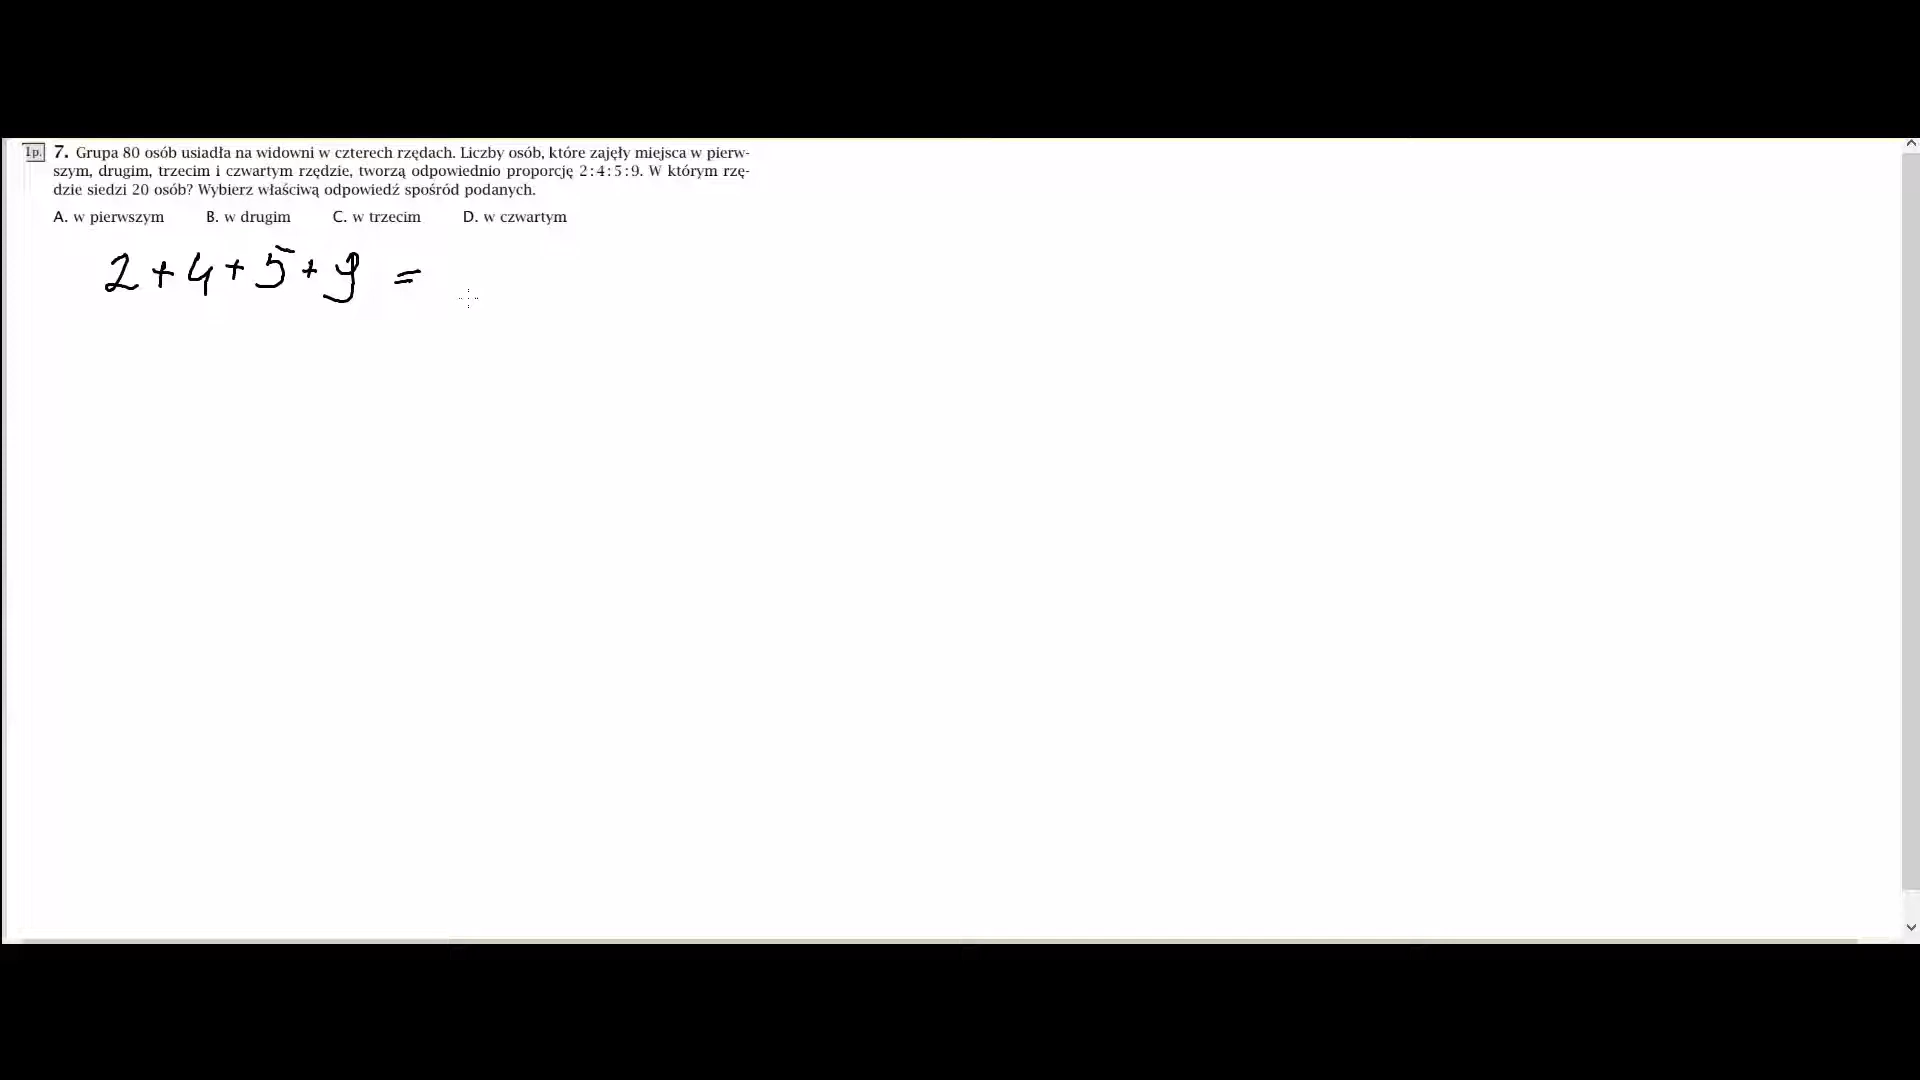 1p. 7. Grupa 80 osób usiadła na widowni w czterech rzędach. Liczby osób, które zajęły miejsca w pierw-
szym, drugim, trzecim i czwartym rzędzie, tworzą odpowiednio proporcję 2:4:5:9. W którym rzę-
dzie siedzi 20 osób? Wybierz właściwą odpowiedź spośród podanych.
A. w pierwszym B. w drugim C. w trzecim D. w czwartym
2+4+5+9 =